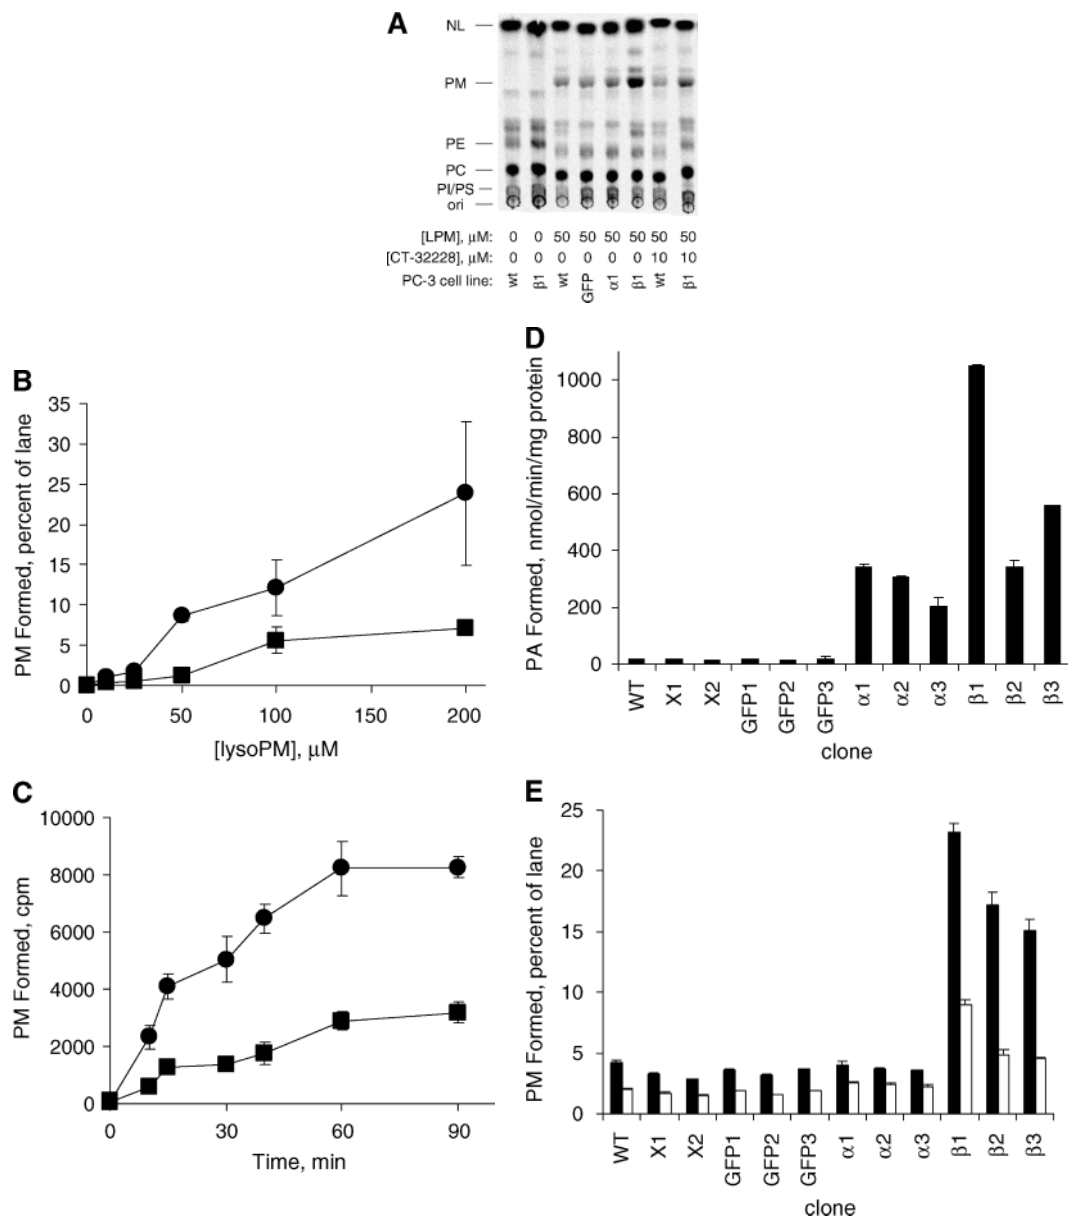 A
NL
PM
PE
PC
PI/PS
ori
[LPM], μM: 0 0 50 50 50 50 50 50
[CT-32228], μM: 0 0 0 0 0 0 10 10
PC-3 cell line: wt β1 wt GFP α1 β1 wt β1
B
PM Formed, percent of lane
35
30
25
20
15
10
5
0
0 50 100 150 200
[lysoPM], μM
C
PM Formed, cpm
10000
8000
6000
4000
2000
0
0 30 60 90
Time, min
D
PA Formed, nmol/min/mg protein
1000
800
600
400
200
0
WT X1 X2 GFP1 GFP2 GFP3 α1 α2 α3 β1 β2 β3
clone
E
PM Formed, percent of lane
25
20
15
10
5
0
WT X1 X2 GFP1 GFP2 GFP3 α1 α2 α3 β1 β2 β3
clone